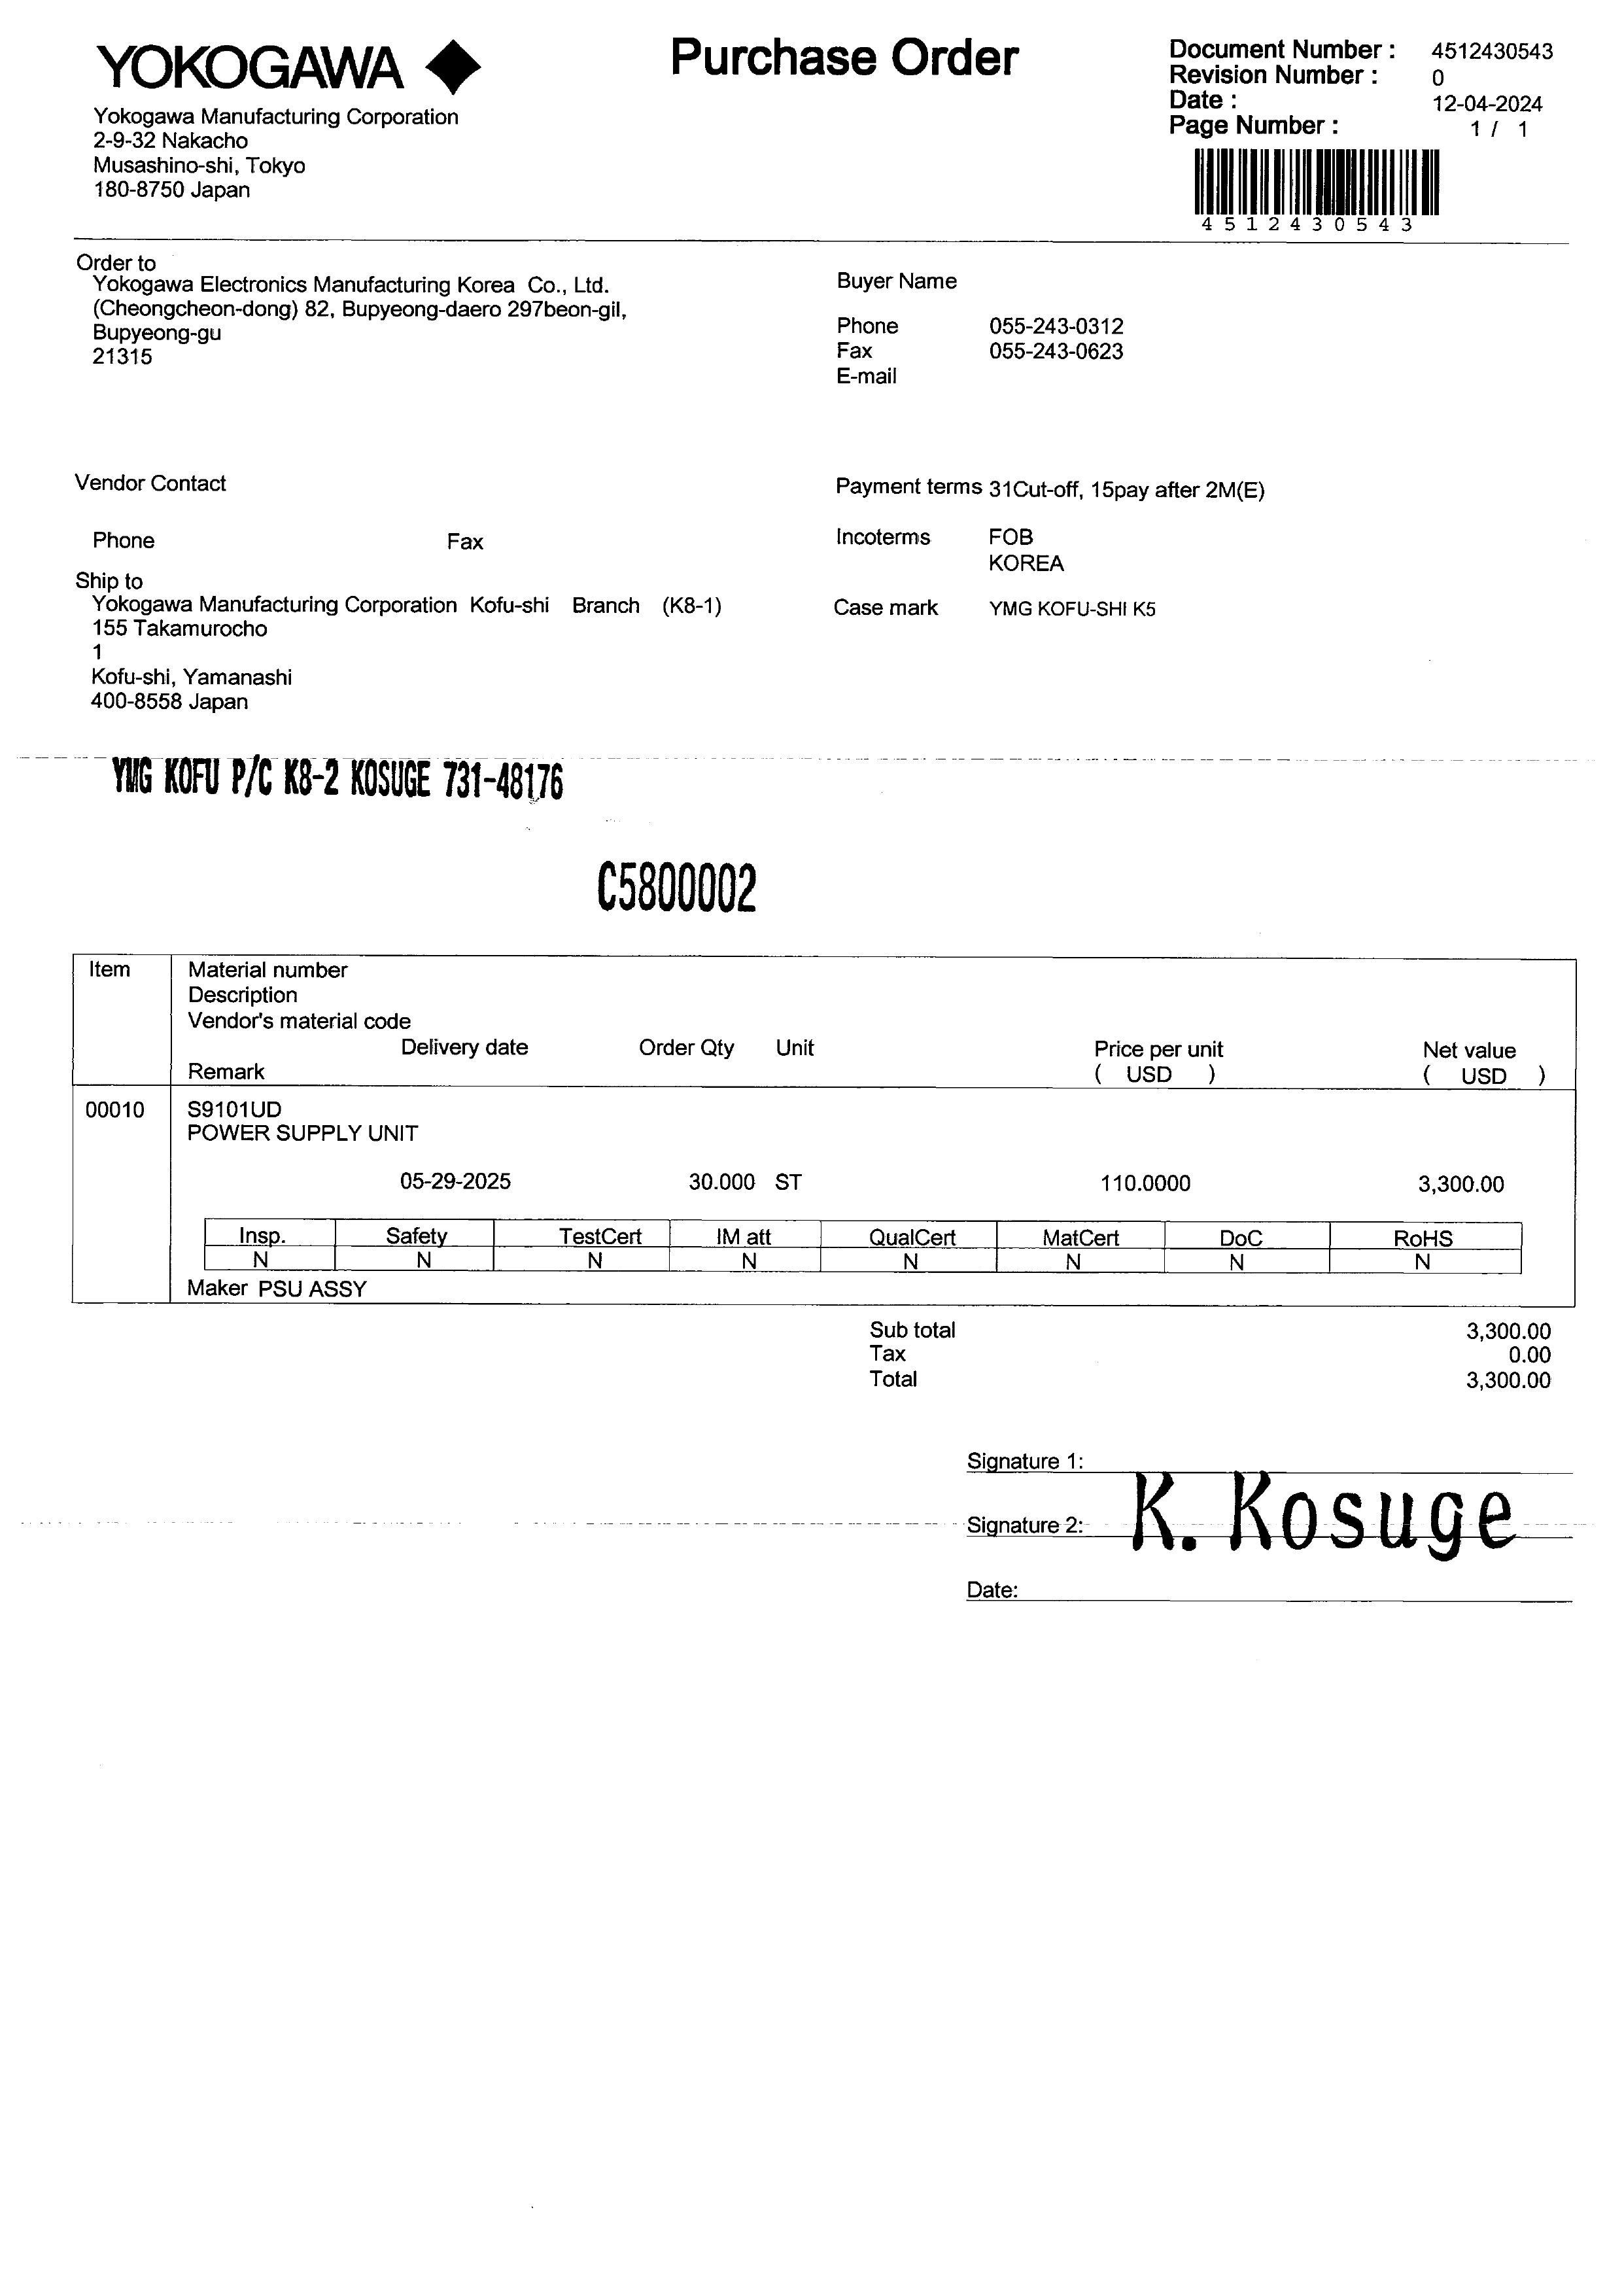 YOKOGAWA
Purchase Order
Document Number : 4512430543
Revision Number : 0
Date : 12-04-2024
Page Number : 1 / 1
4512430543
Yokogawa Manufacturing Corporation
2-9-32 Nakacho
Musashino-shi, Tokyo
180-8750 Japan
Order to
Yokogawa Electronics Manufacturing Korea Co., Ltd.
(Cheongcheon-dong) 82, Bupyeong-daero 297beon-gil,
Bupyeong-gu
21315
Buyer Name
Phone 055-243-0312
Fax 055-243-0623
E-mail
Vendor Contact
Phone Fax
Payment terms 31Cut-off, 15pay after 2M(E)
Incoterms FOB
KOREA
Case mark YMG KOFU-SHI K5
Ship to
Yokogawa Manufacturing Corporation Kofu-shi Branch (K8-1)
155 Takamurocho
1
Kofu-shi, Yamanashi
400-8558 Japan
YMG KOFU P/C K8-2 KOSUGE 731-48176
C5800002
Item Material number
Description
Vendor's material code
Delivery date Order Qty Unit Price per unit Net value
Remark ( USD ) ( USD )
00010 S9101UD
POWER SUPPLY UNIT
05-29-2025 30.000 ST 110.0000 3,300.00
Insp. Safety TestCert IM att QualCert MatCert DoC RoHS
N N N N N N N N
Maker PSU ASSY
Sub total 3,300.00
Tax 0.00
Total 3,300.00
Signature 1:
Signature 2: K. Kosuge
Date: